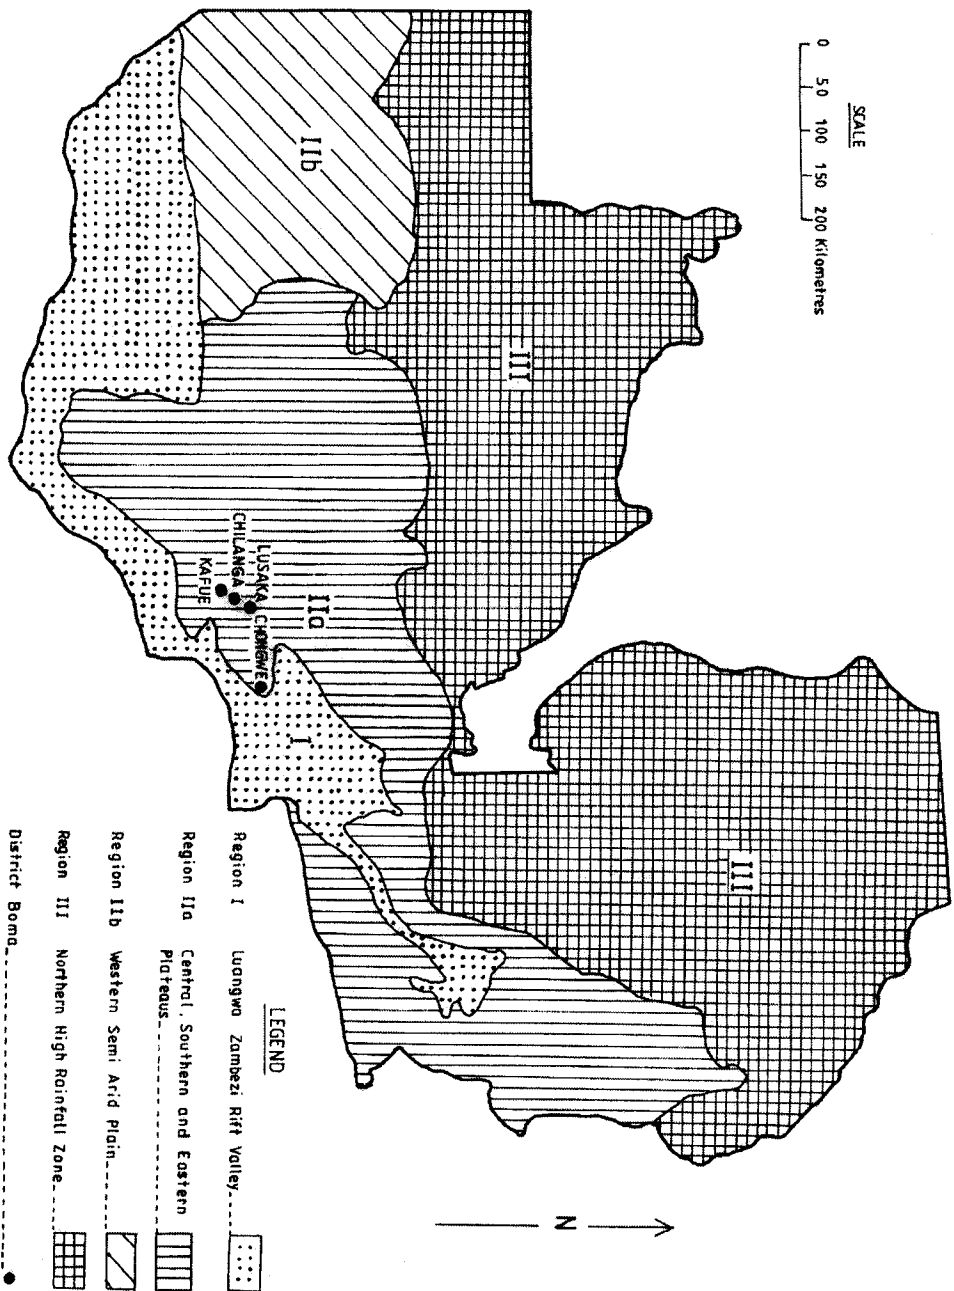 SCALE
0 50 100 150 200 Kilometres
III
III
IIb
IIa
I
LUSAKA
CHILANGA
KAFUE
CHONGWE
N
LEGEND
Region I Luangwa Zambezi Rift Valley
Region IIa Central, Southern and Eastern
Plateaus
Region IIb Western Semi Arid Plain
Region III Northern High Rainfall Zone
District Boma